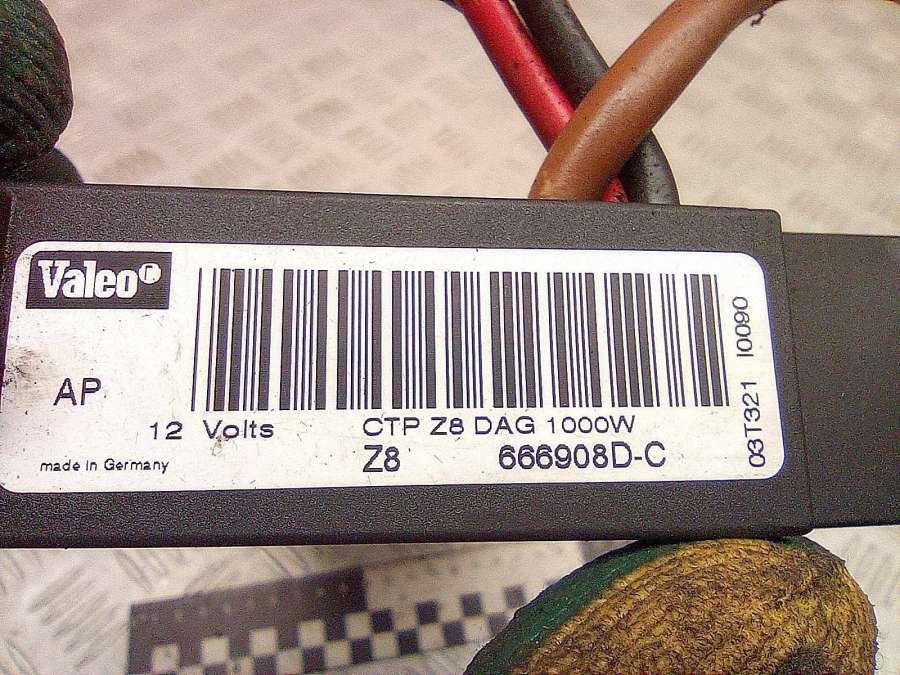 Valeo
AP
12 Volts
CTP Z8 DAG 1000W
made in Germany
Z8
666908D-C
03T321 I0090